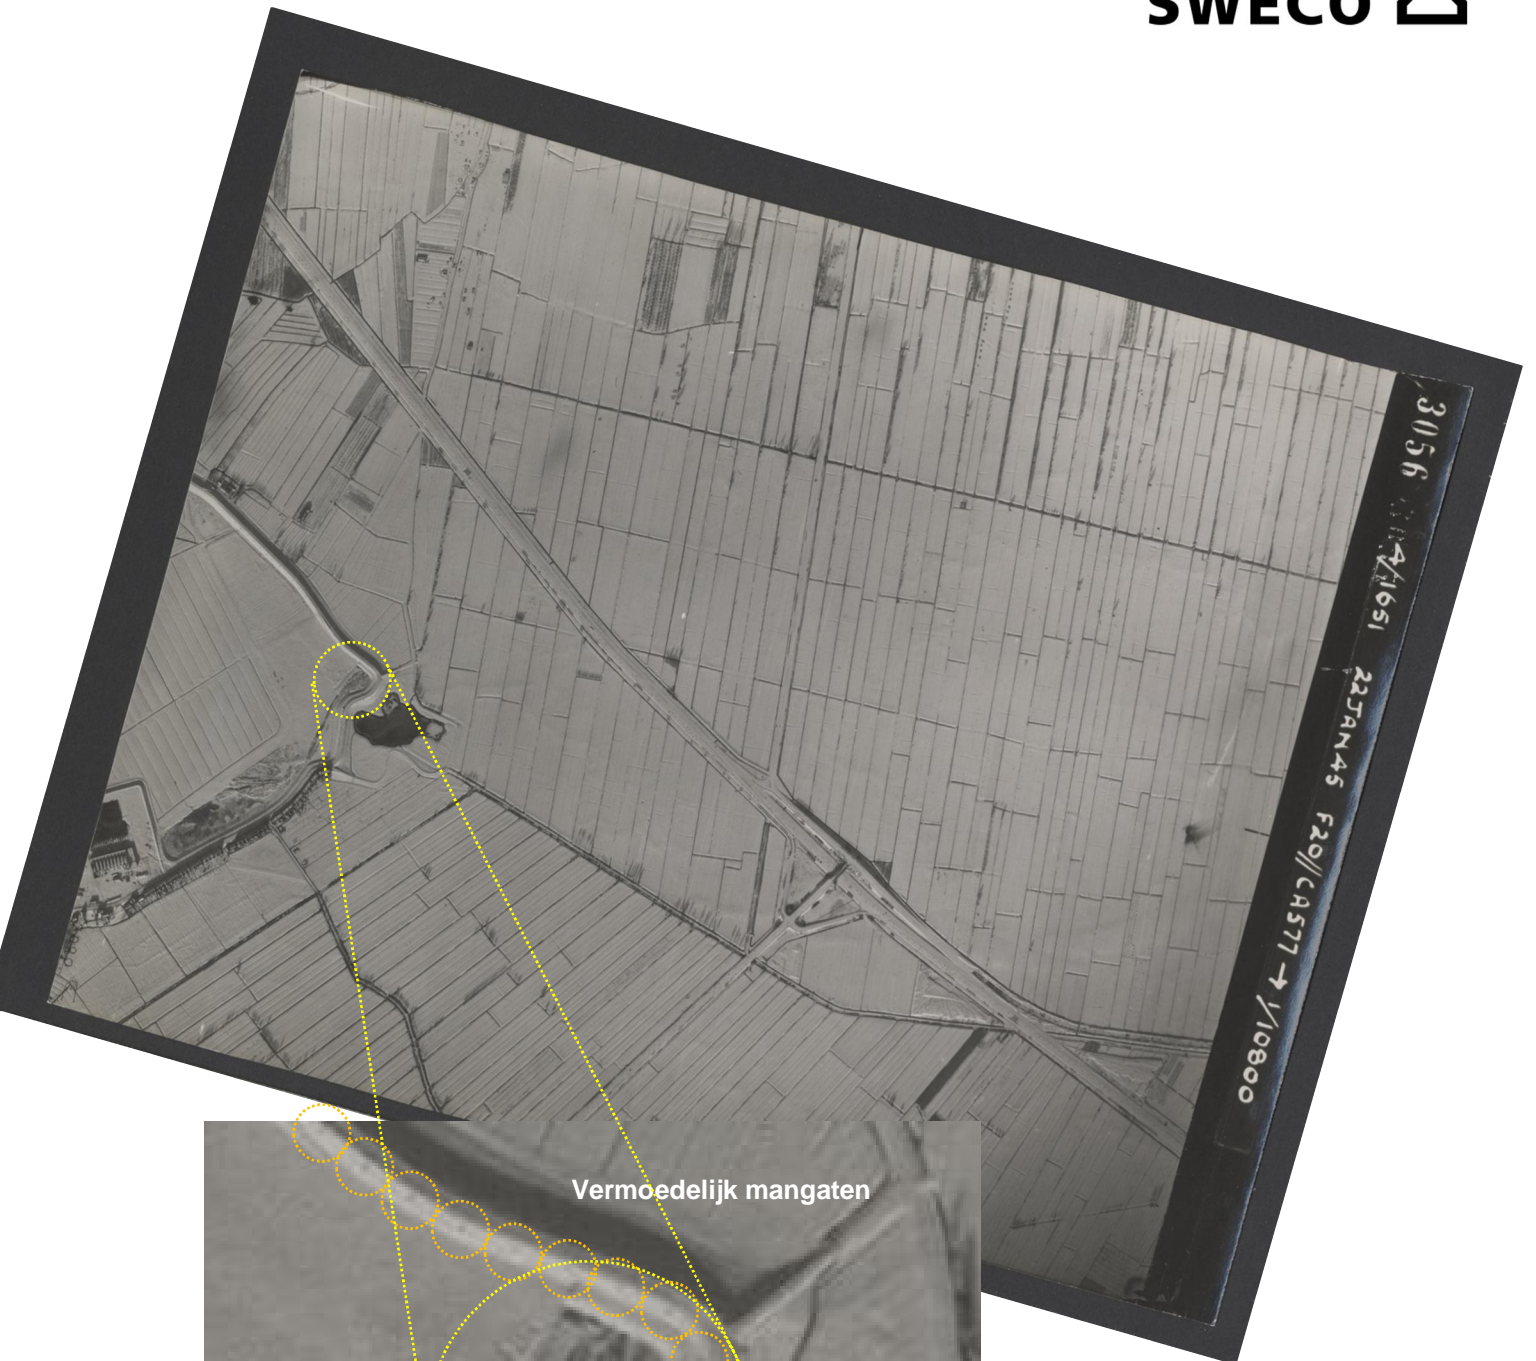 SWECO
3056
4/1651
22JAN45 F20//CA577 → 1/10800
Vermoedelijk mangaten